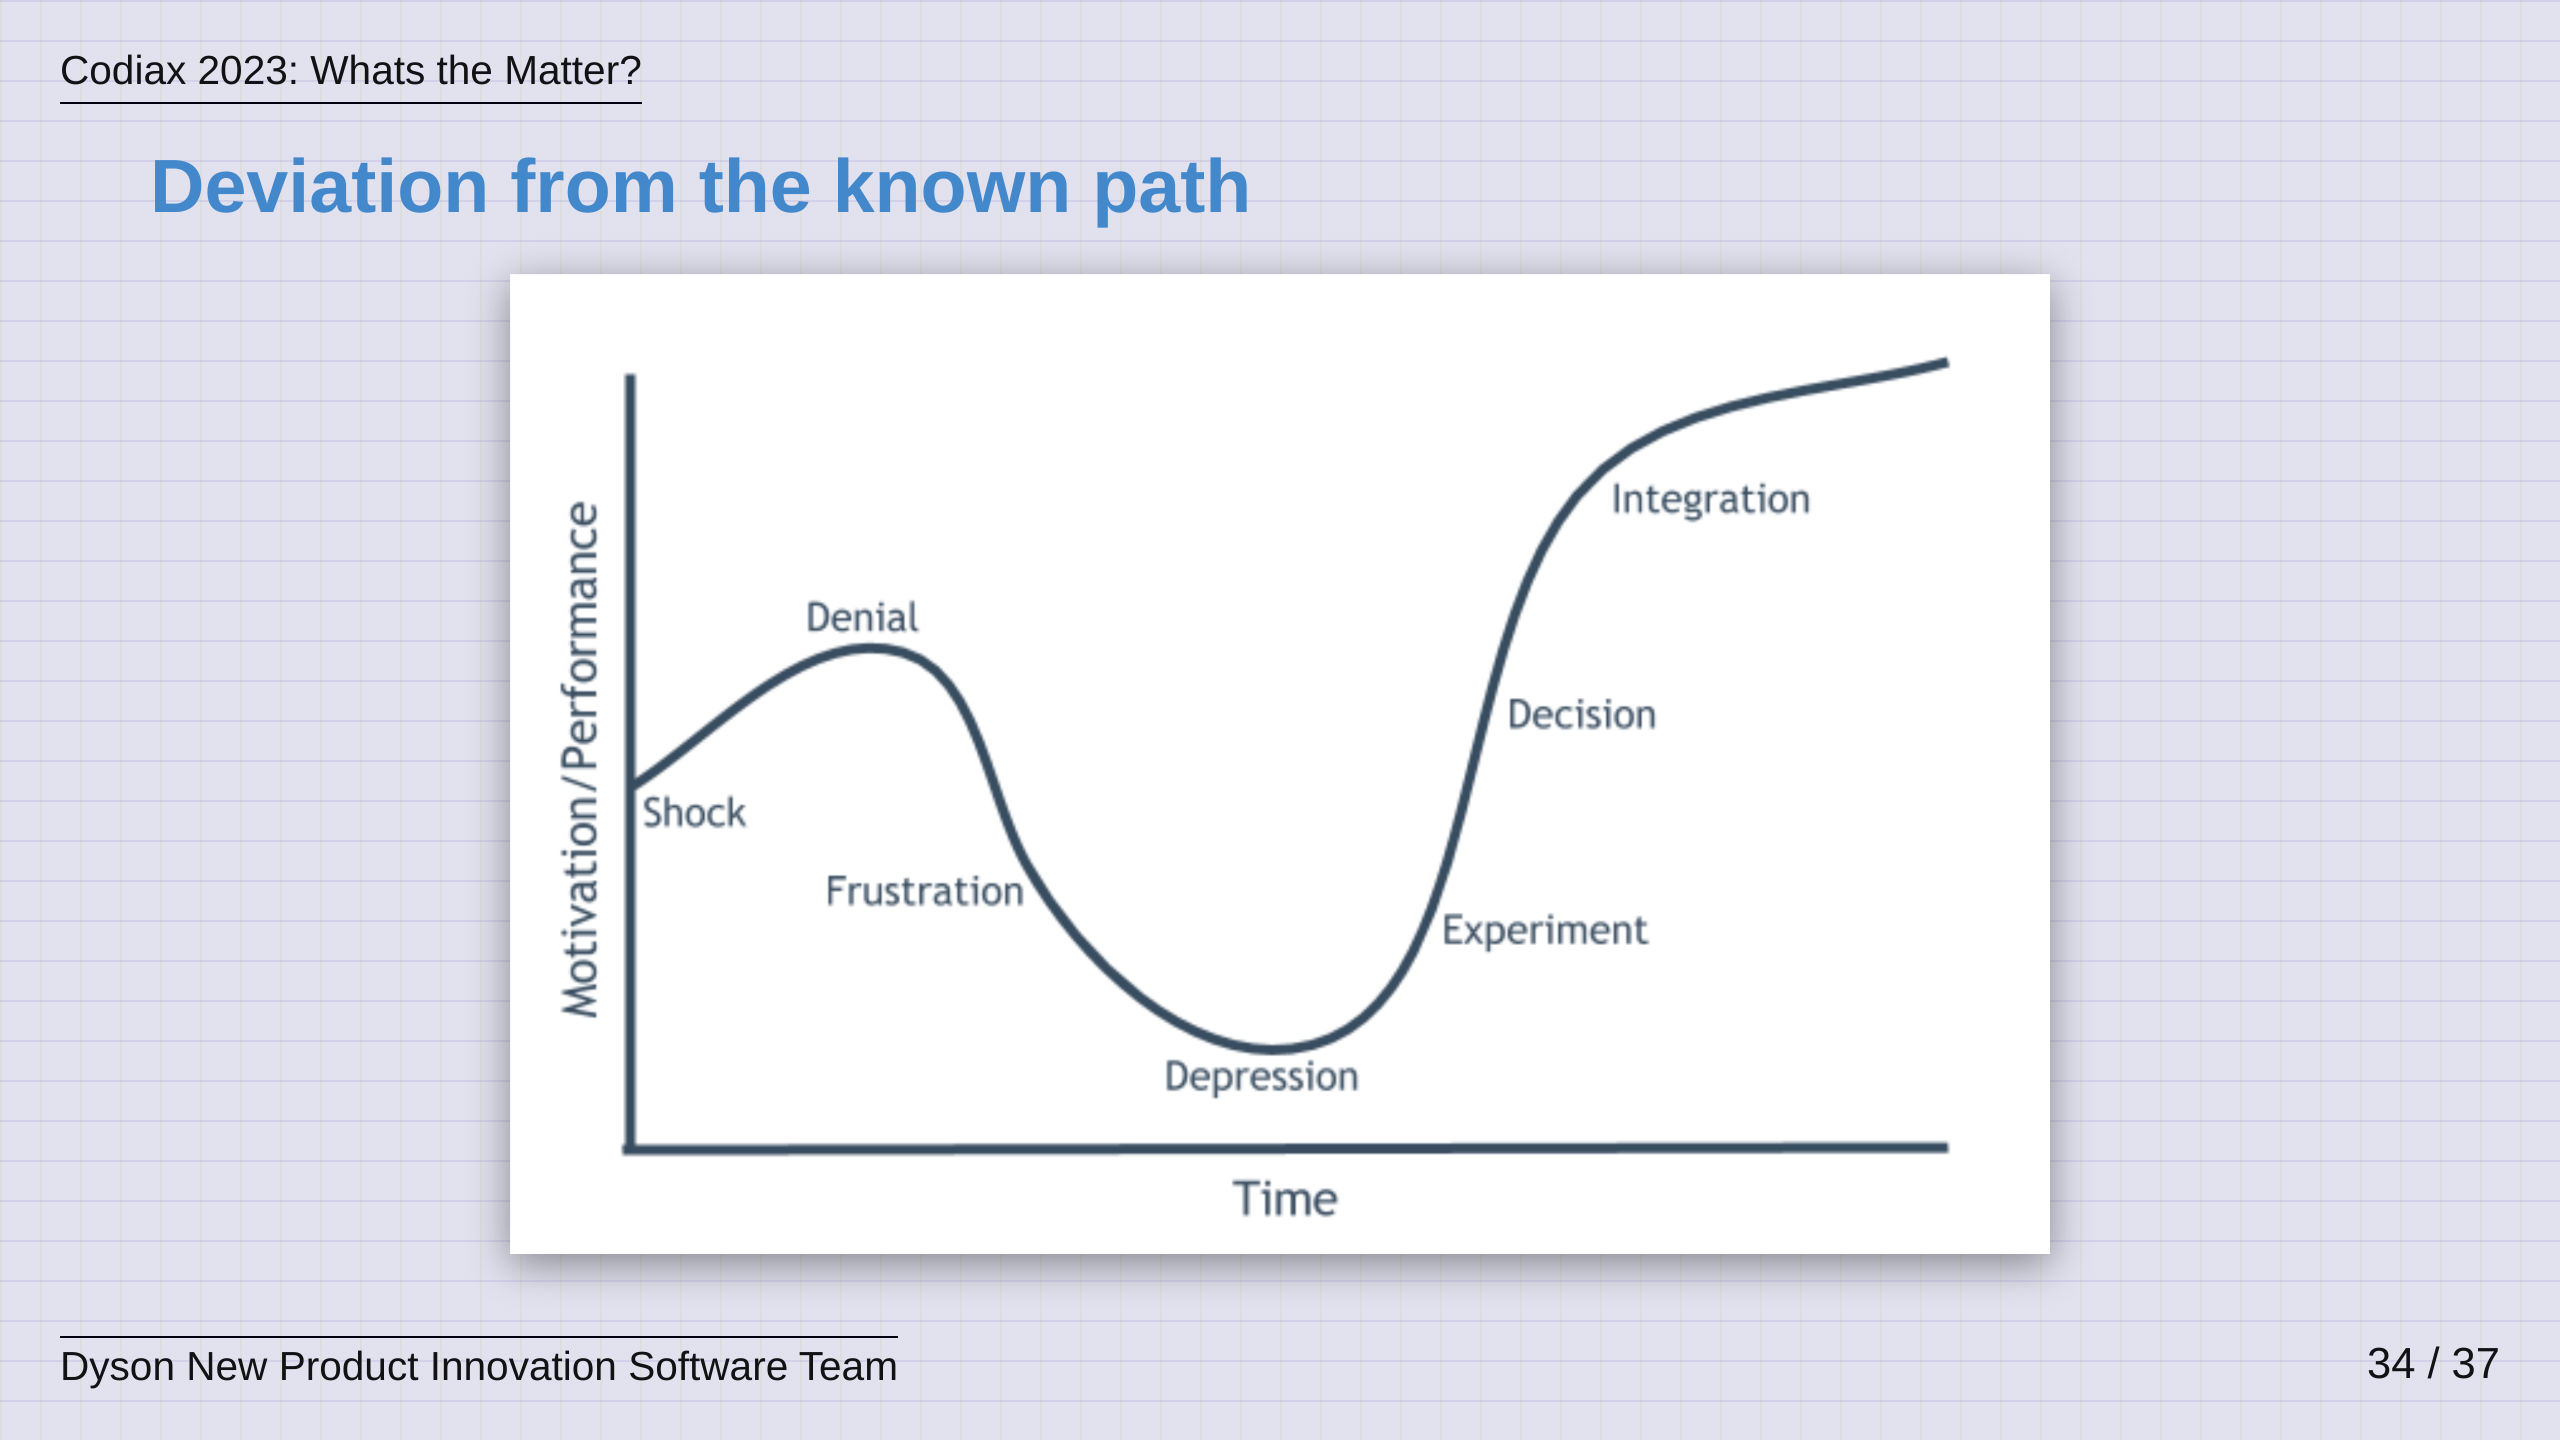 Codiax 2023: Whats the Matter?
Deviation from the known path
Motivation/Performance
Shock
Denial
Frustration
Depression
Experiment
Decision
Integration
Time
Dyson New Product Innovation Software Team
34 / 37